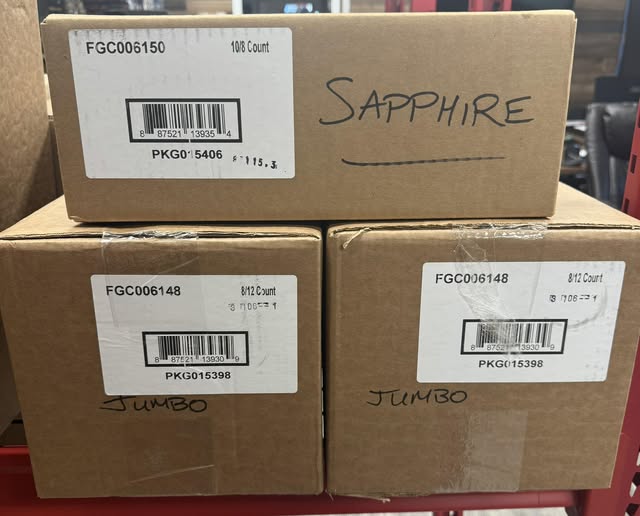 FGC006150
10/8 Count
8 87521 13935 4
PKG015406
SAPPHIRE
FGC006148
8/12 Count
8 87521 13930 9
PKG015398
JUMBO
FGC006148
8/12 Count
8 87521 13930 9
PKG015398
JUMBO